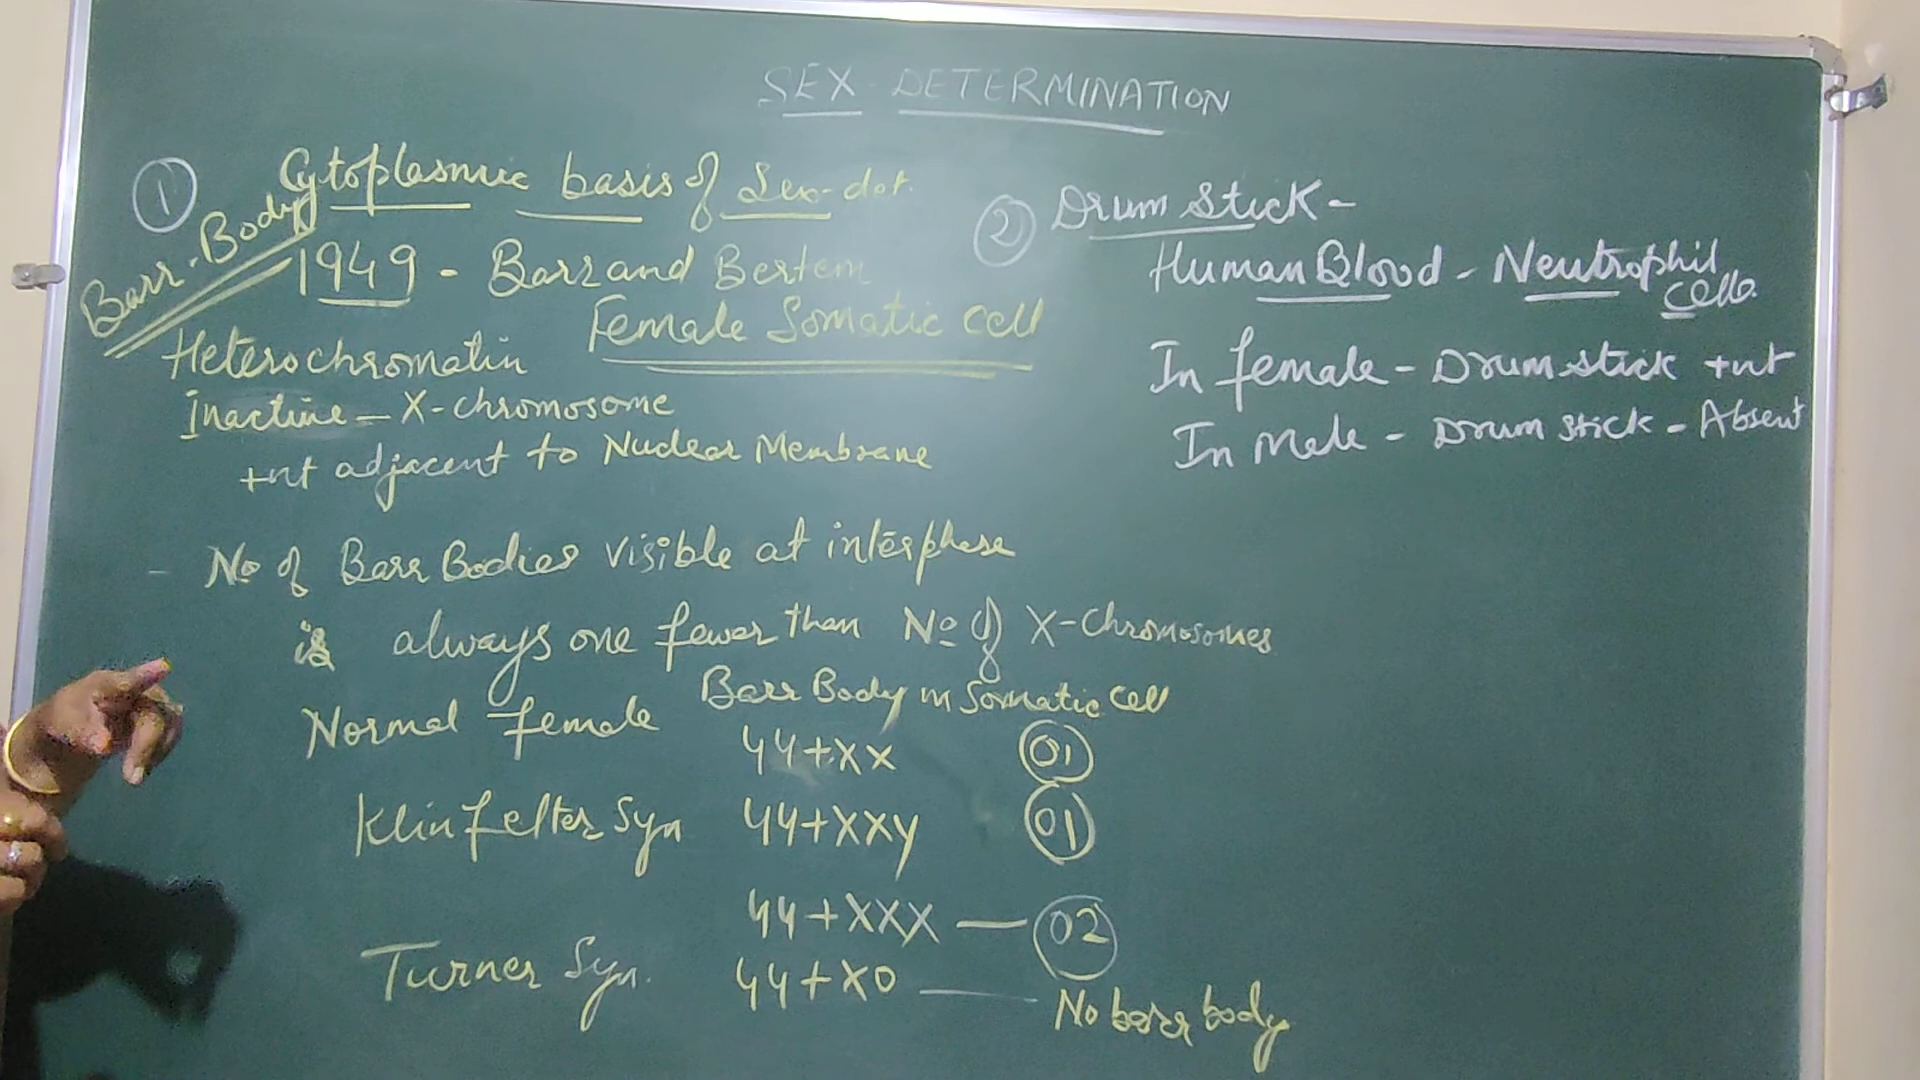 SEX-DETERMINATION
① Cytoplasmic basis of Sex-det.
Barr-Body
1949 - Barr and Bertem
Female Somatic cell
Heterochromatin
Inactive - X-chromosome
+nt adjacent to Nuclear Membrane
- No of Barr Bodies visible at interphase
is always one fewer than No of X-Chromosomes
Barr Body in Somatic Cell
Normal female 44+XX 01
Klinfelter Syn 44+XXY 01
44+XXX — 02
Turner Syn. 44+XO — No barr body
② Drum Stick -
Human Blood - Neutrophil
Cells.
In female - Drumstick +nt
In Male - Drum stick - Absent